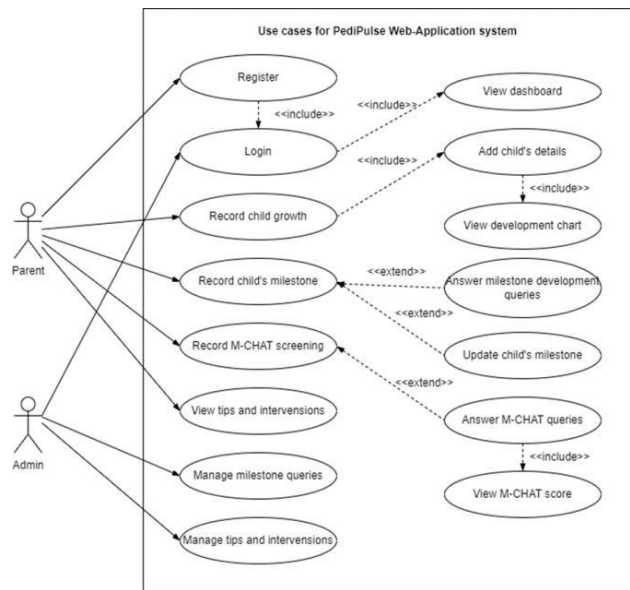 Use cases for PediPulse Web-Application system
Register
View dashboard
<<include>>
<<include>>
Login
Add child's details
<<include>>
<<include>>
Record child growth
View development chart
Parent
Record child's milestone
<<extend>>
Answer milestone development
queries
<<extend>>
Record M-CHAT screening
Update child's milestone
<<extend>>
View tips and interventions
Answer M-CHAT queries
Admin
<<include>>
Manage milestone queries
View M-CHAT score
Manage tips and interventions